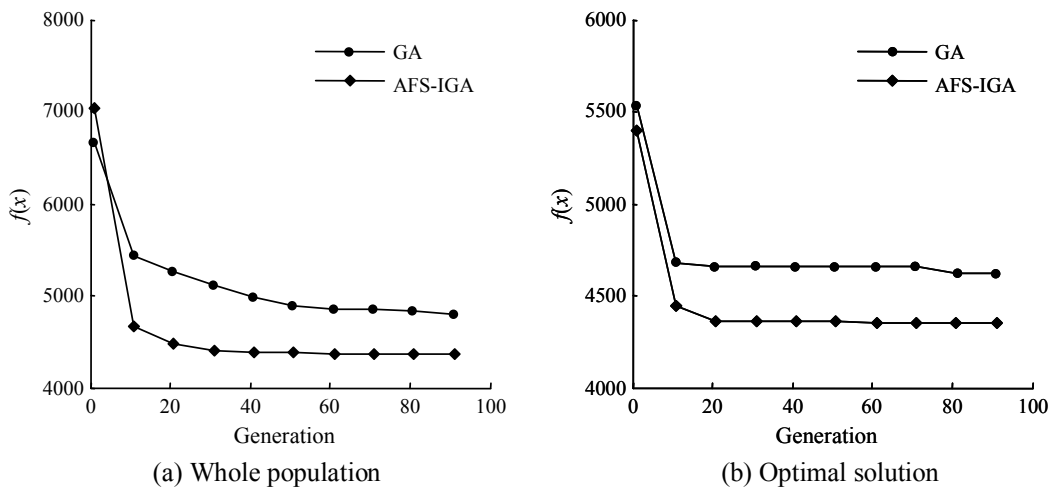 8000
7000
6000
5000
4000
f(x)
GA
AFS-IGA
0
20
40
60
80
100
Generation
(a) Whole population
6000
5500
5000
4500
4000
f(x)
GA
AFS-IGA
0
20
40
60
80
100
Generation
(b) Optimal solution